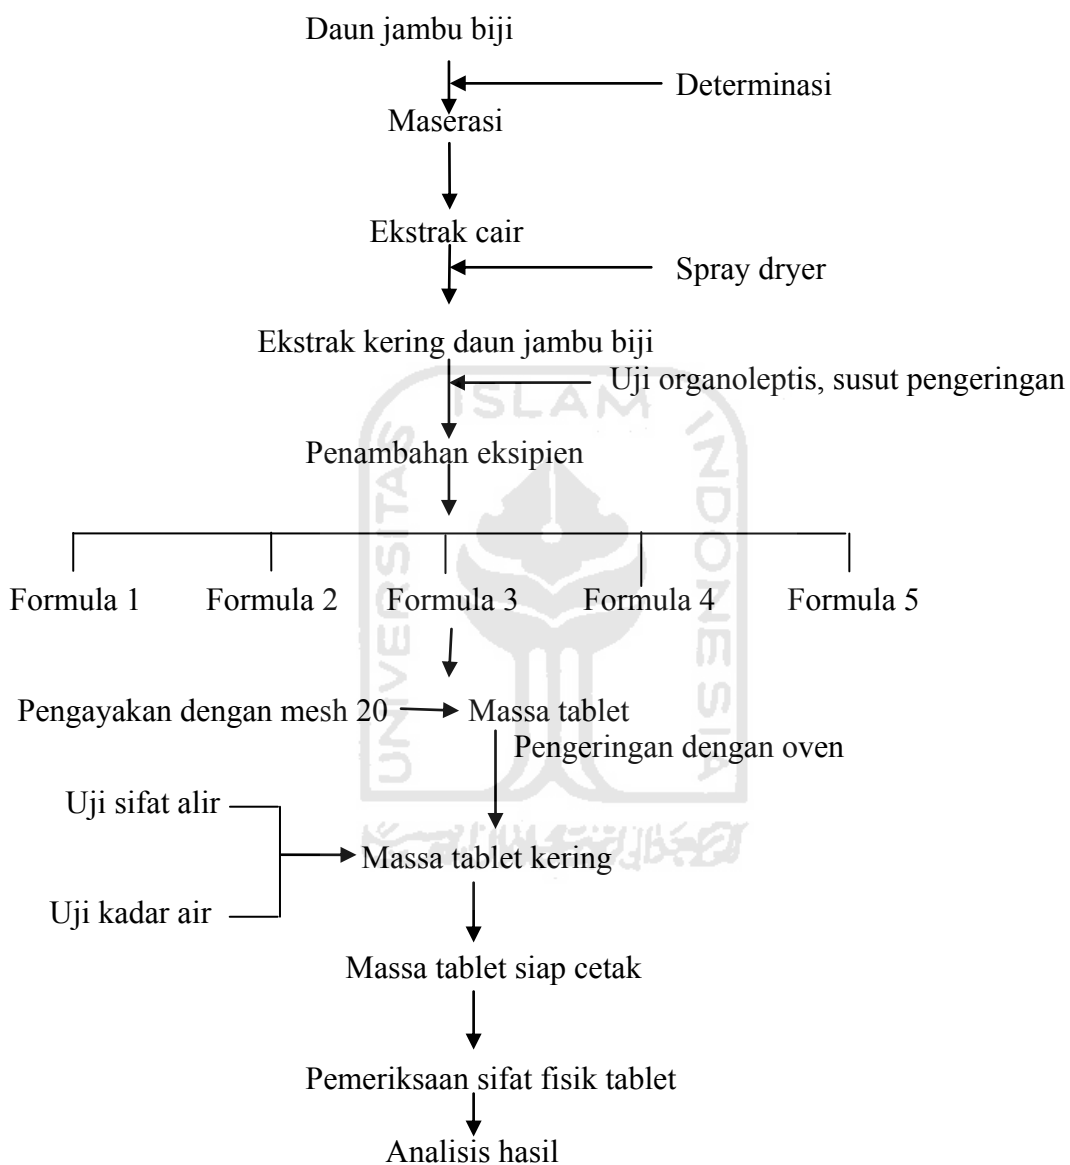 Daun jambu biji
Determinasi
Maserasi
Ekstrak cair
Spray dryer
Ekstrak kering daun jambu biji
Uji organoleptis, susut pengeringan
Penambahan eksipien
Formula 1 Formula 2 Formula 3 Formula 4 Formula 5
Pengayakan dengan mesh 20 Massa tablet
Pengeringan dengan oven
Uji sifat alir
Massa tablet kering
Uji kadar air
Massa tablet siap cetak
Pemeriksaan sifat fisik tablet
Analisis hasil
UNIVERSITAS
ISLAM
INDONESIA